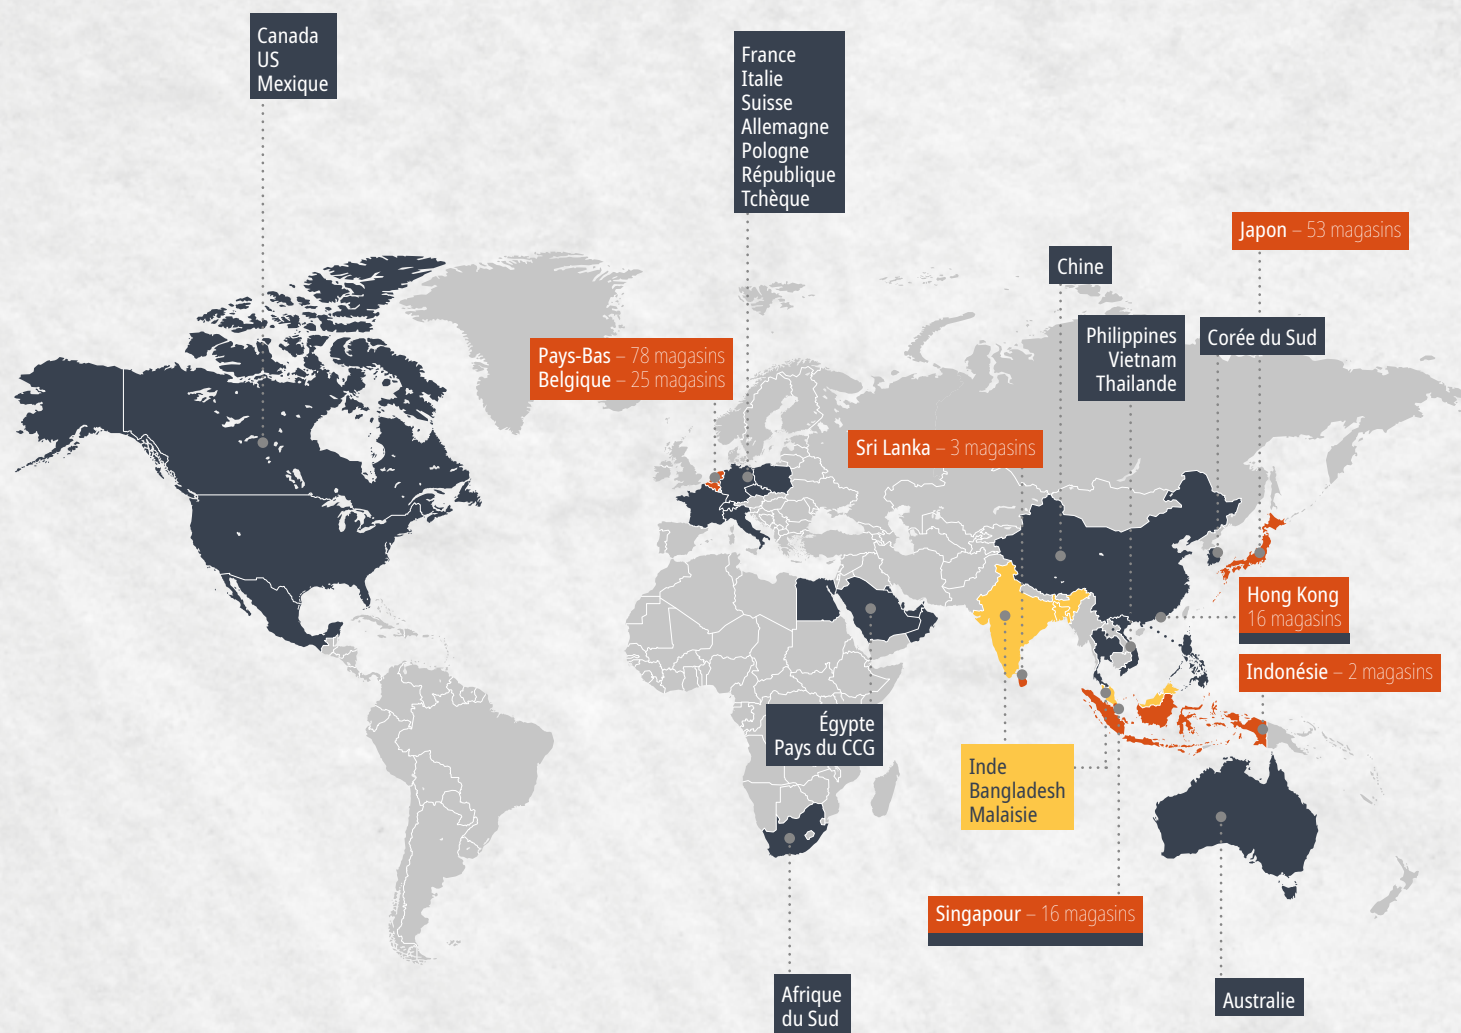 Canada
US
Mexique
France
Italie
Suisse
Allemagne
Pologne
République
Tchèque
Japon – 53 magasins
Chine
Philippines
Vietnam
Thailande
Corée du Sud
Pays-Bas – 78 magasins
Belgique – 25 magasins
Sri Lanka – 3 magasins
Hong Kong
16 magasins
Indonésie – 2 magasins
Égypte
Pays du CCG
Inde
Bangladesh
Malaisie
Singapour – 16 magasins
Afrique
du Sud
Australie